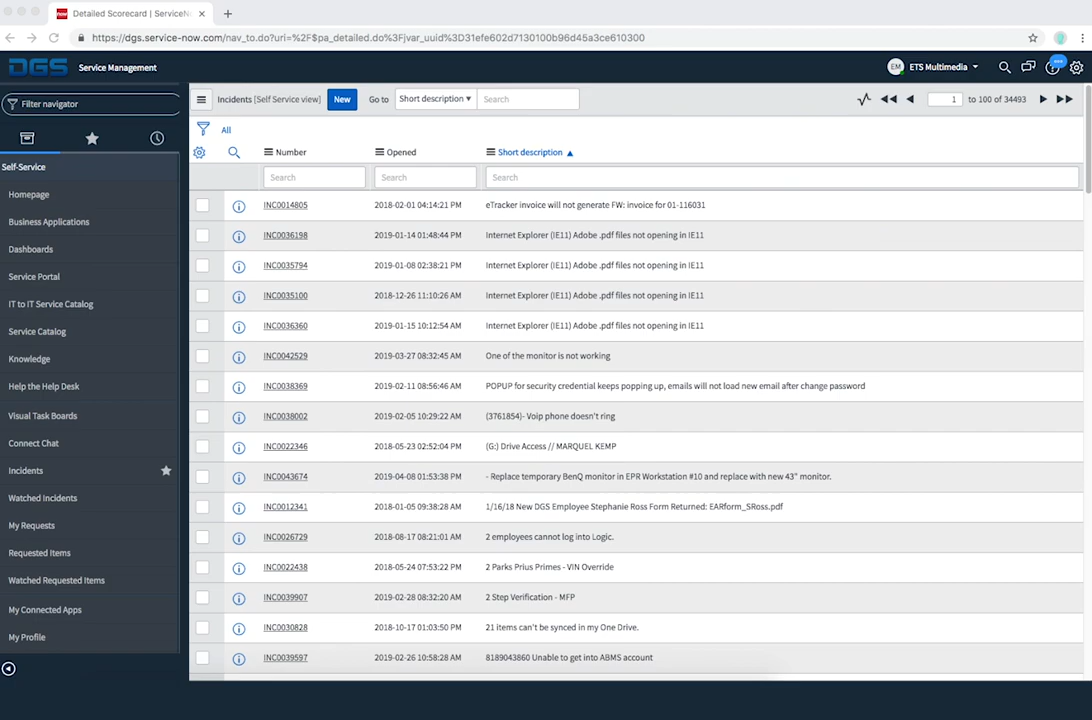 Detailed Scorecard | ServiceNo
https://dgs.service-now.com/nav_to.do?uri=%2F$pa_detailed.do%3Fjvar_uuid%3D31efe602d7130100b96d45a3ce610300
DGS Service Management
EM ETS Multimedia
Filter navigator
Incidents [Self Service view] New Go to Short description Search 1 to 100 of 34493
All
Number Opened Short description
Search Search Search
Self-Service
Homepage
Business Applications
Dashboards
Service Portal
IT to IT Service Catalog
Service Catalog
Knowledge
Help the Help Desk
Visual Task Boards
Connect Chat
Incidents
Watched Incidents
My Requests
Requested Items
Watched Requested Items
My Connected Apps
My Profile
INC0014805 2018-02-01 04:14:21 PM eTracker invoice will not generate FW: invoice for 01-116031
INC0036198 2019-01-14 01:48:44 PM Internet Explorer (IE11) Adobe .pdf files not opening in IE11
INC0035794 2019-01-08 02:38:21 PM Internet Explorer (IE11) Adobe .pdf files not opening in IE11
INC0035100 2018-12-26 11:10:26 AM Internet Explorer (IE11) Adobe .pdf files not opening in IE11
INC0036360 2019-01-15 10:12:54 AM Internet Explorer (IE11) Adobe .pdf files not opening in IE11
INC0042529 2019-03-27 08:32:45 AM One of the monitor is not working
INC0038369 2019-02-11 08:56:46 AM POPUP for security credential keeps popping up, emails will not load new email after change password
INC0038002 2019-02-05 10:29:22 AM (3761854)- Voip phone doesn't ring
INC0022346 2018-05-23 02:52:04 PM (G:) Drive Access // MARQUEL KEMP
INC0043674 2019-04-08 01:53:38 PM - Replace temporary BenQ monitor in EPR Workstation #10 and replace with new 43" monitor.
INC0012341 2018-01-05 09:38:28 AM 1/16/18 New DGS Employee Stephanie Ross Form Returned: EARform_SRoss.pdf
INC0026729 2018-08-17 08:21:01 AM 2 employees cannot log into Logic.
INC0022438 2018-05-24 07:53:22 PM 2 Parks Prius Primes - VIN Override
INC0039907 2019-02-28 08:32:20 AM 2 Step Verification - MFP
INC0030828 2018-10-17 01:03:50 PM 21 items can't be synced in my One Drive.
INC0039597 2019-02-26 10:58:28 AM 8189043860 Unable to get into ABMS account